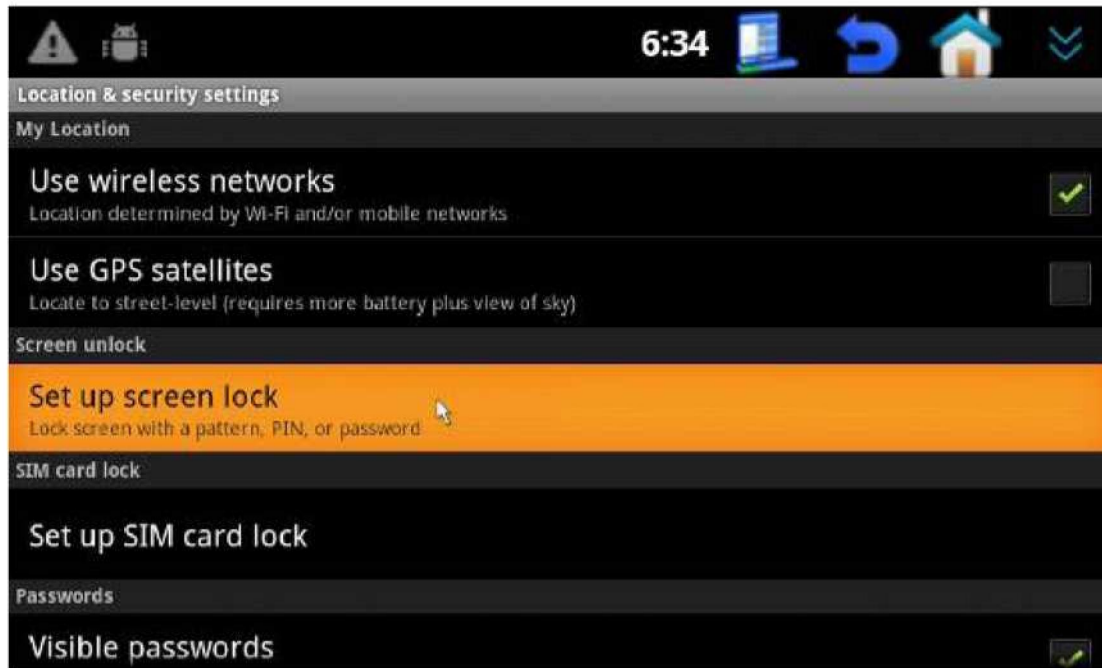 6:34
Location & security settings
My Location
Use wireless networks
Location determined by Wi-Fi and/or mobile networks
Use GPS satellites
Locate to street-level (requires more battery plus view of sky)
Screen unlock
Set up screen lock
Lock screen with a pattern, PIN, or password
SIM card lock
Set up SIM card lock
Passwords
Visible passwords